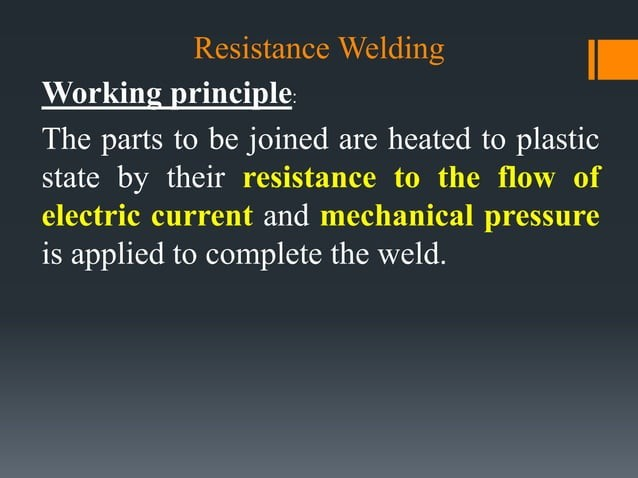 Resistance Welding
Working principle:
The parts to be joined are heated to plastic
state by their resistance to the flow of
electric current and mechanical pressure
is applied to complete the weld.